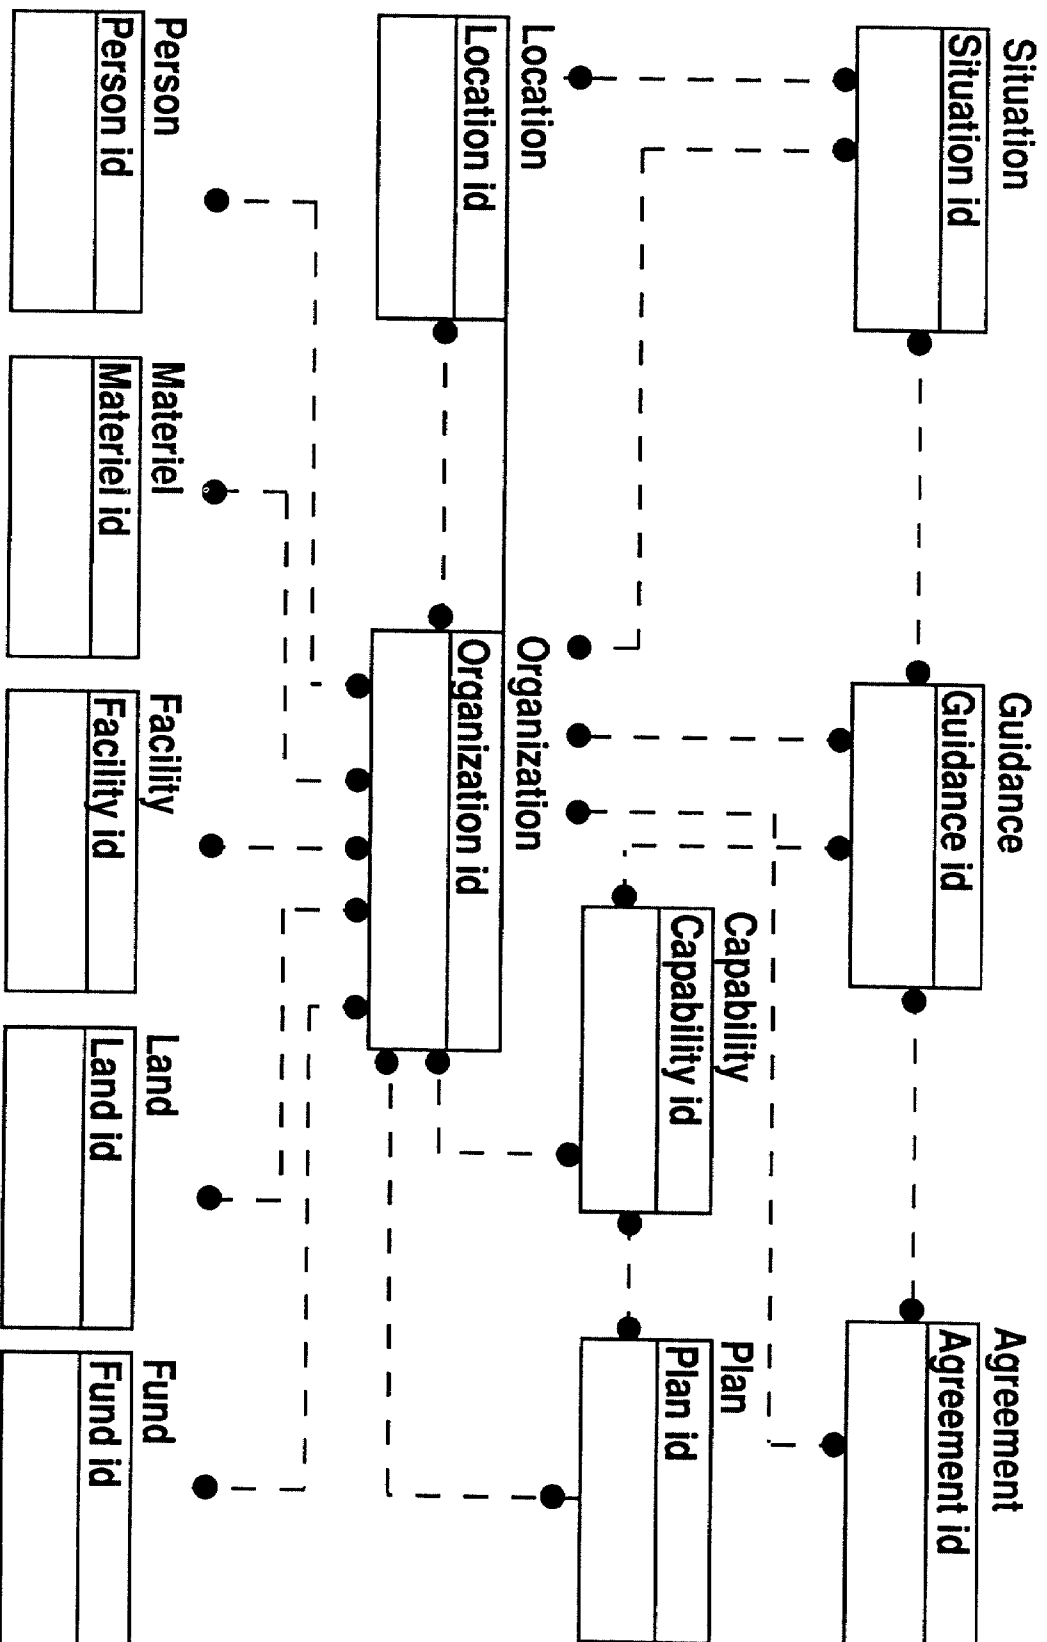 Situation
Situation id
Guidance
Guidance id
Agreement
Agreement id
Capability
Capability id
Plan
Plan id
Location
Location id
Organization
Organization id
Person
Person id
Materiel
Materiel id
Facility
Facility id
Land
Land id
Fund
Fund id